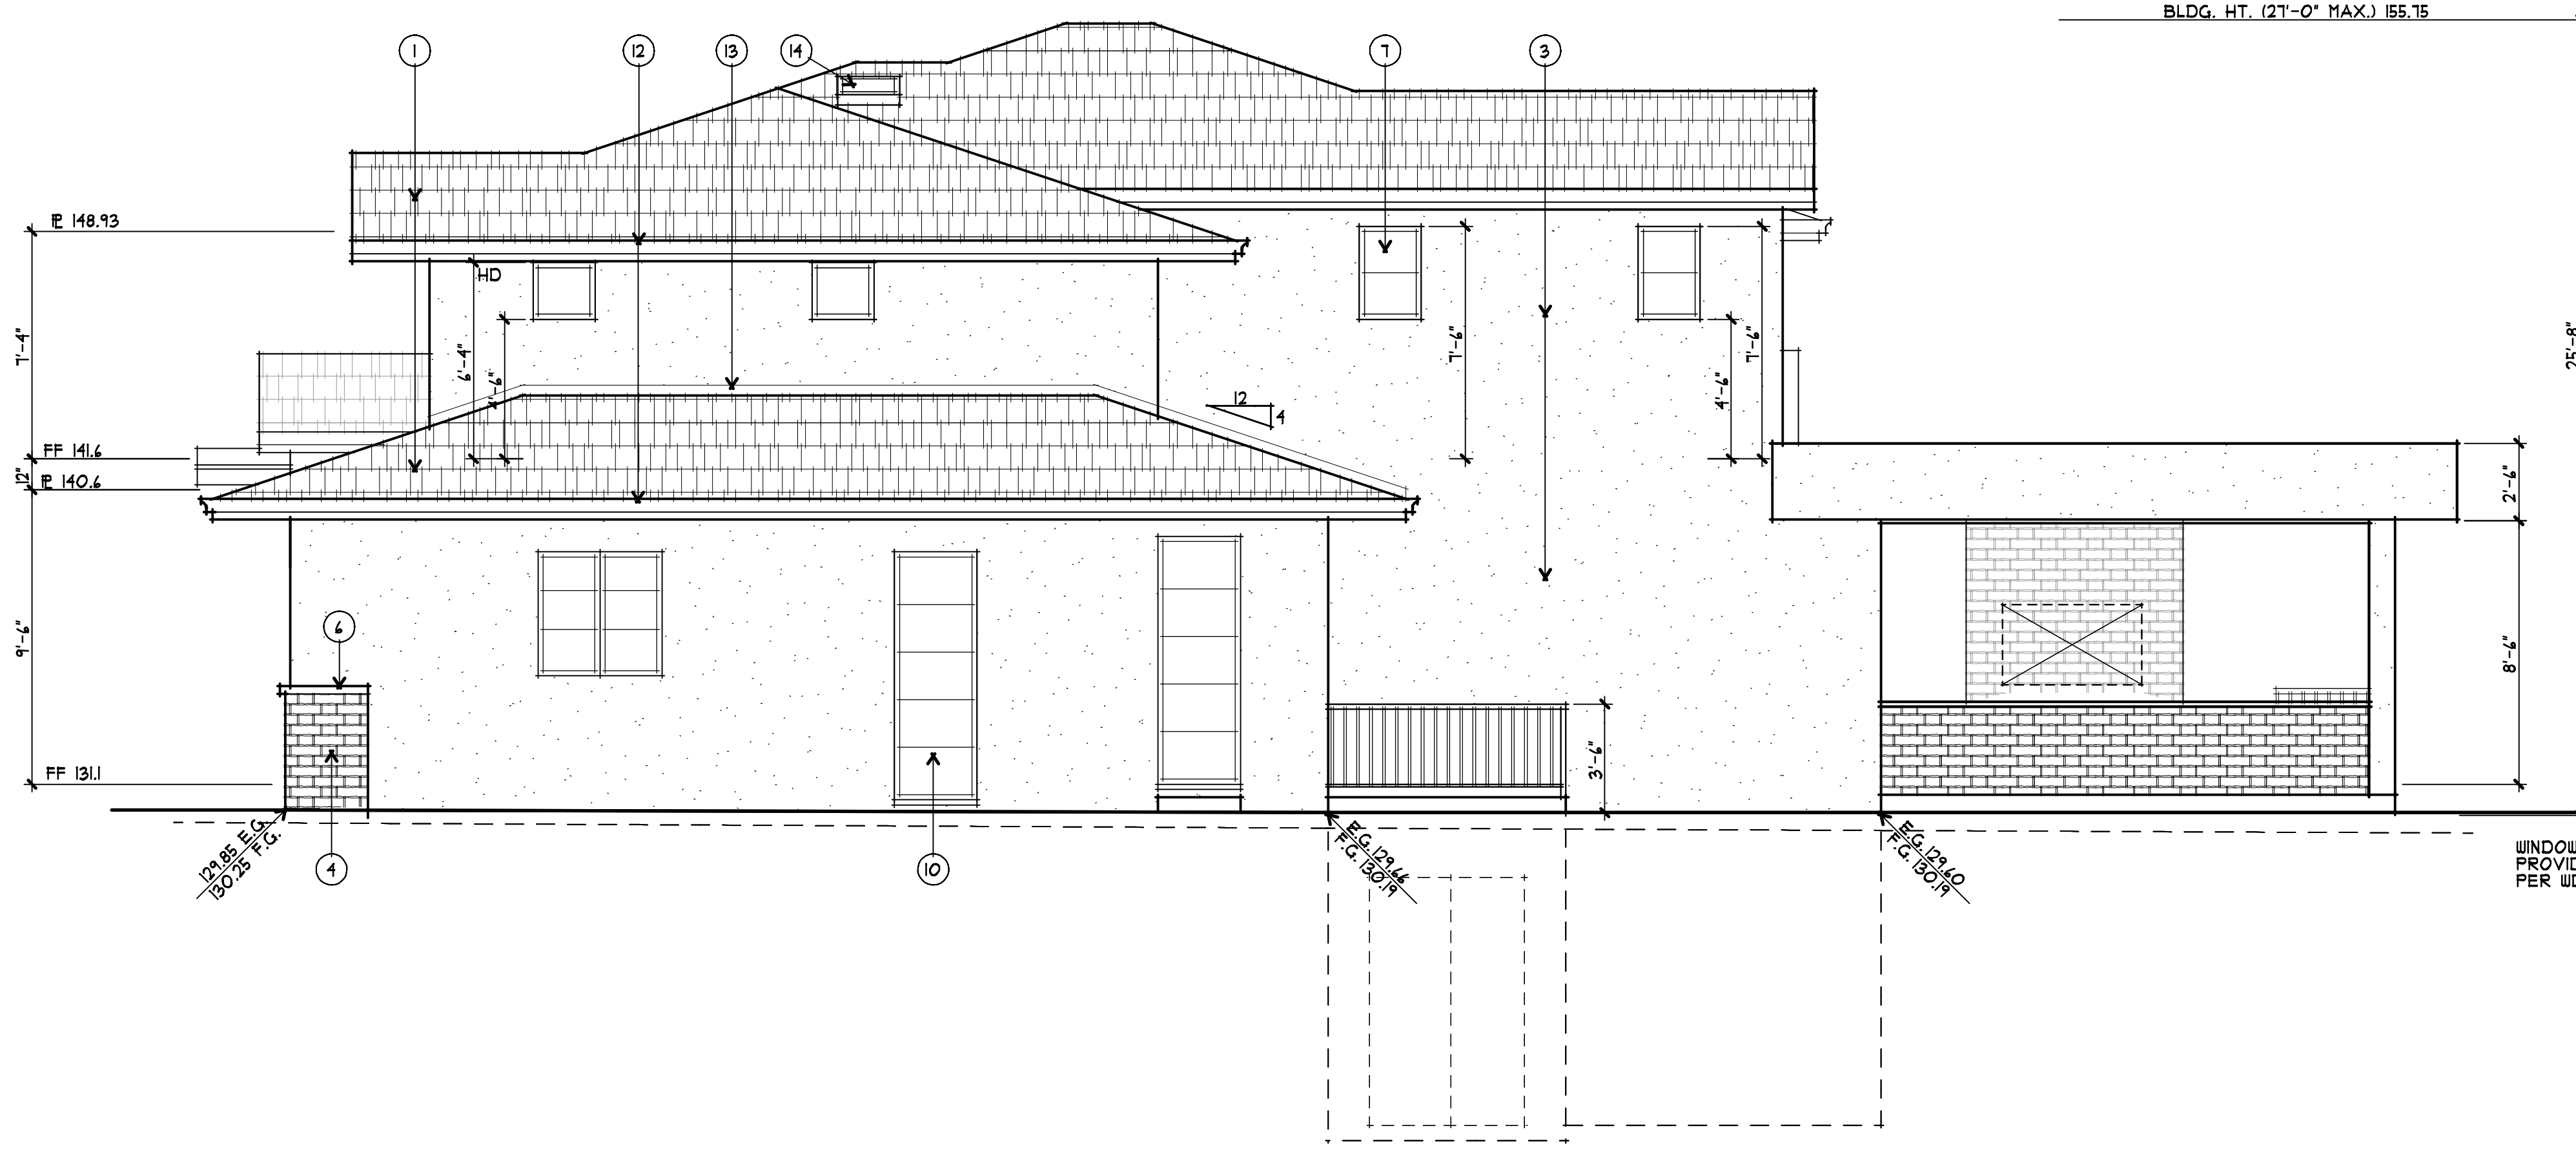 BLDG. HT. (27'-0" MAX.) 155.75
1
12
13
14
7
3
PL 148.93
HD
7'-4"
6'-4"
7'-6"
7'-6"
4'-6"
25'-8"
12
4
FF 141.6
12"
PL 140.6
2'-6"
9'-6"
6
8'-6"
3'-6"
FF 131.1
129.85 E.G.
130.25 F.G.
4
10
E.G. 129.66
F.G. 130.19
E.G. 129.60
F.G. 130.19
WINDOW
PROVID
PER